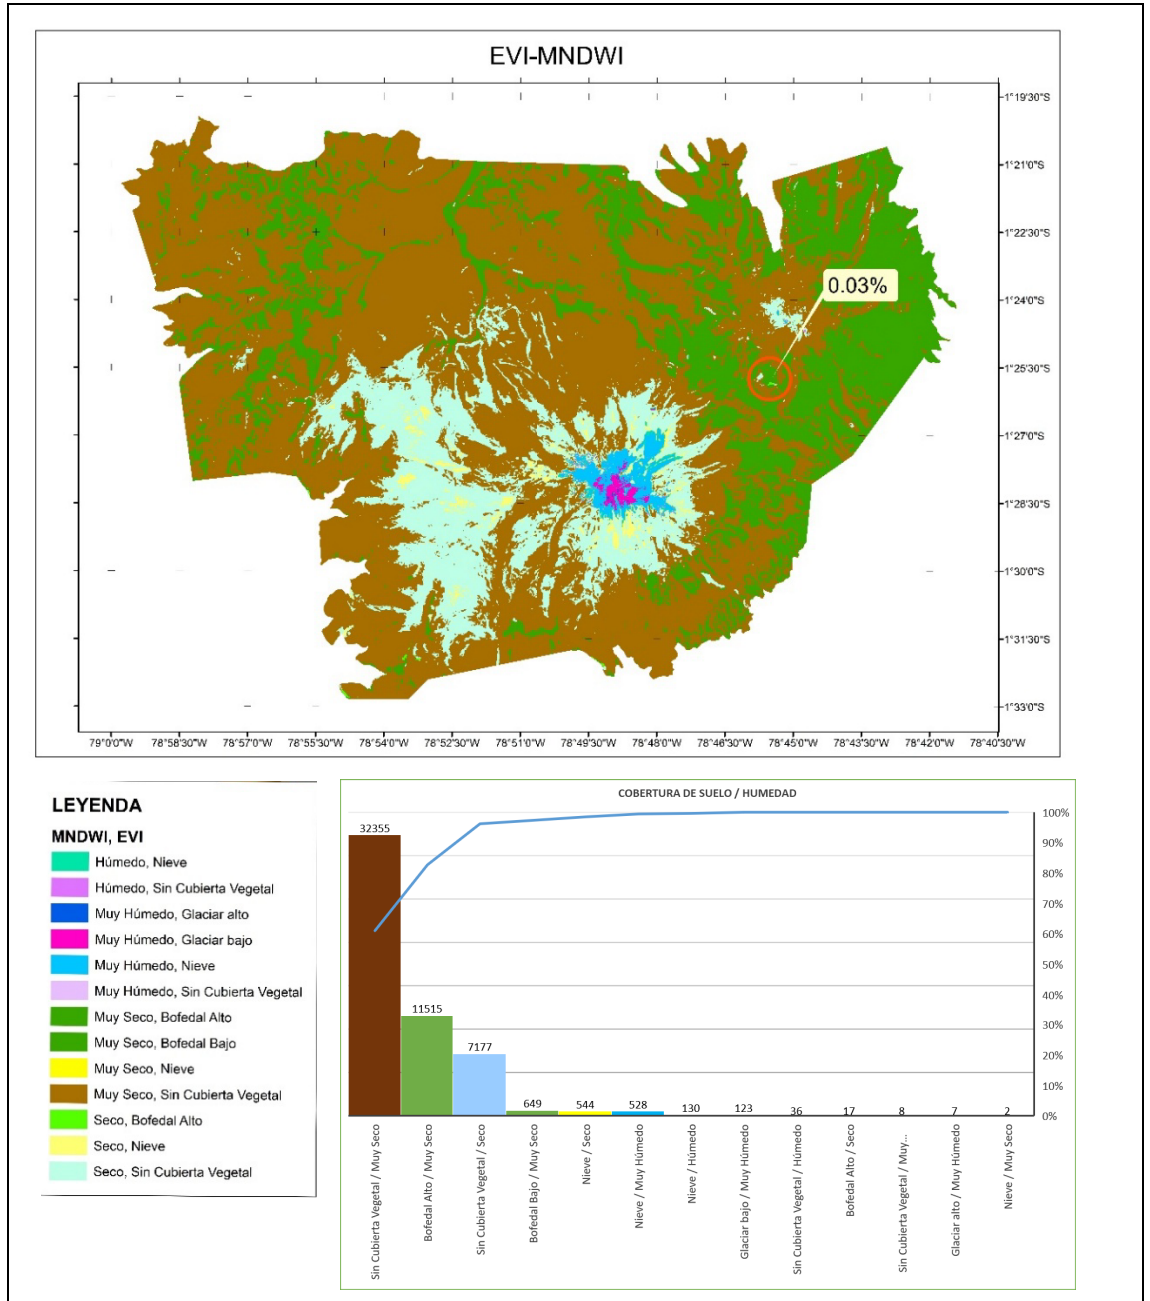 EVI-MNDWI
1°19'30"S
1°21'0"S
1°22'30"S
1°24'0"S
0.03%
1°25'30"S
1°27'0"S
1°28'30"S
1°30'0"S
1°31'30"S
1°33'0"S
79°0'0"W 78°58'30"W 78°57'0"W 78°55'30"W 78°54'0"W 78°52'30"W 78°51'0"W 78°49'30"W 78°48'0"W 78°46'30"W 78°45'0"W 78°43'30"W 78°42'0"W 78°40'30"W
LEYENDA
MNDWI, EVI
Húmedo, Nieve
Húmedo, Sin Cubierta Vegetal
Muy Húmedo, Glaciar alto
Muy Húmedo, Glaciar bajo
Muy Húmedo, Nieve
Muy Húmedo, Sin Cubierta Vegetal
Muy Seco, Bofedal Alto
Muy Seco, Bofedal Bajo
Muy Seco, Nieve
Muy Seco, Sin Cubierta Vegetal
Seco, Bofedal Alto
Seco, Nieve
Seco, Sin Cubierta Vegetal
COBERTURA DE SUELO / HUMEDAD
32355
11515
7177
649
544
528
130
123
36
17
8
7
2
100%
90%
80%
70%
60%
50%
40%
30%
20%
10%
0%
Sin Cubierta Vegetal / Muy Seco
Bofedal Alto / Muy Seco
Sin Cubierta Vegetal / Seco
Bofedal Bajo / Muy Seco
Nieve / Seco
Nieve / Muy Húmedo
Nieve / Húmedo
Glaciar bajo / Muy Húmedo
Sin Cubierta Vegetal / Húmedo
Bofedal Alto / Seco
Sin Cubierta Vegetal / Muy...
Glaciar alto / Muy Húmedo
Nieve / Muy Seco